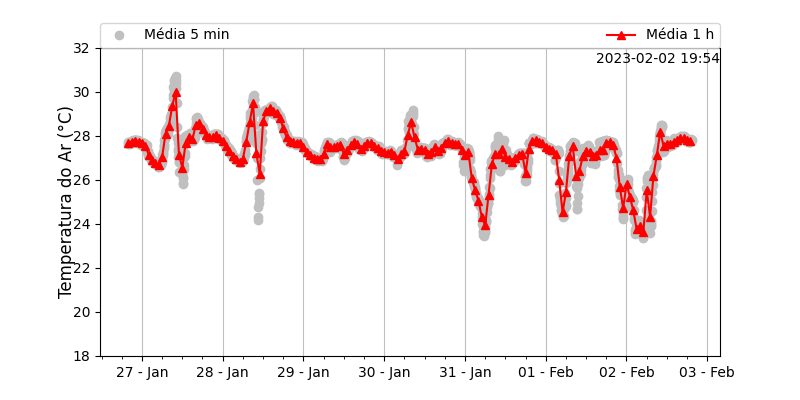 Média 5 min
Média 1 h
2023-02-02 19:54
Temperatura do Ar (°C)
32
30
28
26
24
22
20
18
27 - Jan
28 - Jan
29 - Jan
30 - Jan
31 - Jan
01 - Feb
02 - Feb
03 - Feb